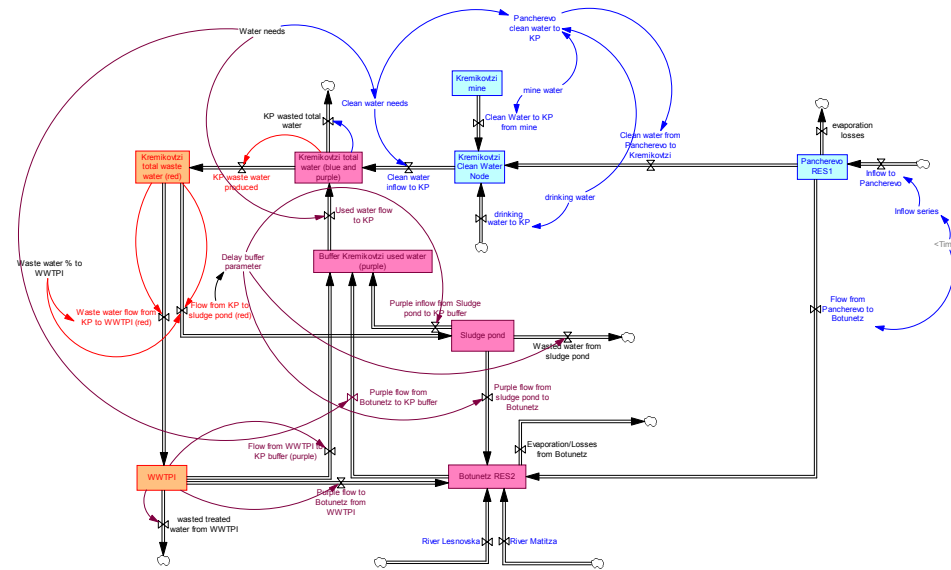 Water needs
Pancherevo
clean water to
KP
Kremikovtzi
mine
mine water
Clean water needs
KP wasted total
water
Clean Water to KP
from mine
Clean water from
Pancherevo to
Kremikovtzi
evaporation
losses
Kremikovtzi
total waste
water (red)
KP waste water
produced
Kremikovtzi total
water (blue and
purple)
Clean water
inflow to KP
Kremikovtzi
Clean Water
Node
Pancherevo
RES1
Inflow to
Pancherevo
Inflow series
<Tim
drinking water
drinking
water to KP
Used water flow
to KP
Buffer Kremikovtzi used water
(purple)
Delay buffer
parameter
Waste water % to
WWTPI
Waste water flow from
KP to WWTPI (red)
Flow from KP to
sludge pond (red)
Purple inflow from Sludge
pond to KP buffer
Sludge pond
Wasted water from
sludge pond
Flow from
Pancherevo to
Botunetz
Purple flow from
Botunetz to KP buffer
Purple flow from
sludge pond to
Botunetz
Flow from WWTPI to
KP buffer (purple)
Evaporation/Losses
from Botunetz
WWTPI
Botunetz RES2
Purple flow to
Botunetz from
WWTPI
wasted treated
water from WWTPI
River Lesnovska
River Matitza